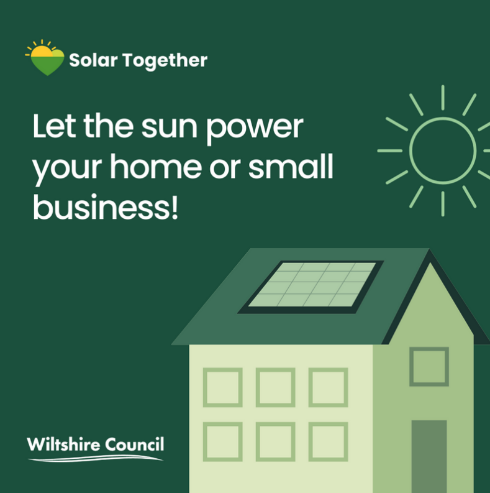 Solar Together
Let the sun power
your home or small
business!
Wiltshire Council